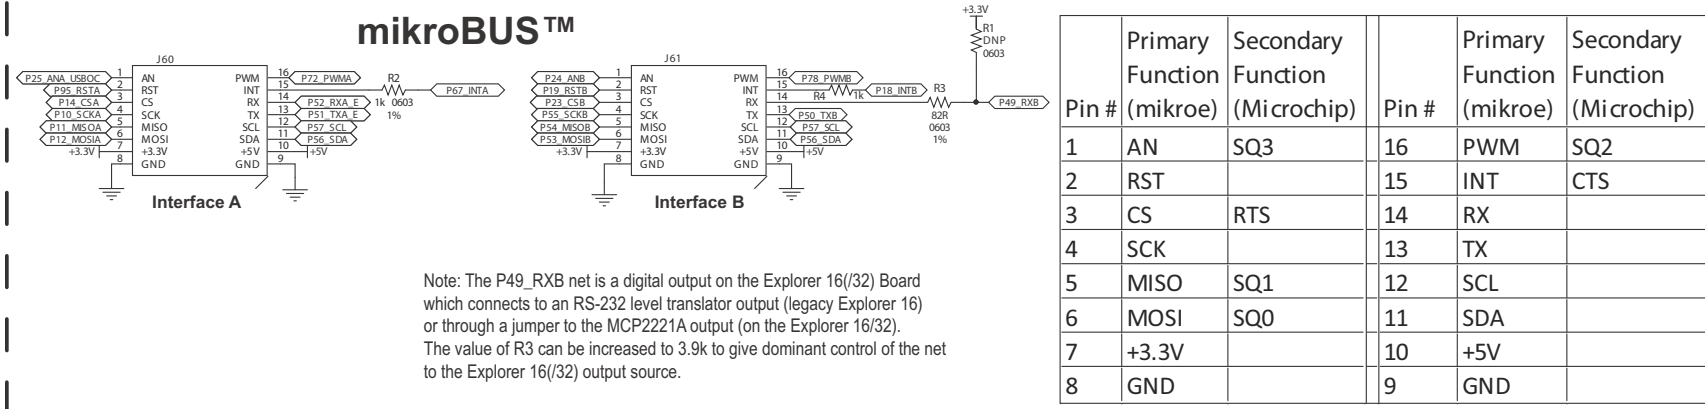 mikroBUS™
J60
P25_ANA_USBOC 1 AN PWM 16 P72_PWMA
P95_RSTA 2 RST INT 15 R2 1k 0603 1% P67_INTA
P14_CSA 3 CS RX 14 P52_RXA_E
P10_SCKA 4 SCK TX 13 P51_TXA_E
P11_MISOA 5 MISO SCL 12 P57_SCL
P12_MOSIA 6 MOSI SDA 11 P56_SDA
+3.3V 7 +3.3V +5V 10 +5V
8 GND GND 9
Interface A
J61
P24_ANB 1 AN PWM 16 P78_PWMB
P19_RSTB 2 RST INT 15 R4 1k P18_INTB
P23_CSB 3 CS RX 14 R3 82R 0603 1% P49_RXB
P55_SCKB 4 SCK TX 13 P50_TXB
P54_MISOB 5 MISO SCL 12 P57_SCL
P53_MOSIB 6 MOSI SDA 11 P56_SDA
+3.3V 7 +3.3V +5V 10 +5V
8 GND GND 9
Interface B
+3.3V
R1
DNP
0603
Note: The P49_RXB net is a digital output on the Explorer 16(/32) Board
which connects to an RS-232 level translator output (legacy Explorer 16)
or through a jumper to the MCP2221A output (on the Explorer 16/32).
The value of R3 can be increased to 3.9k to give dominant control of the net
to the Explorer 16(/32) output source.
Pin # Primary Function (mikroe) Secondary Function (Microchip) Pin # Primary Function (mikroe) Secondary Function (Microchip)
1 AN SQ3 16 PWM SQ2
2 RST 15 INT CTS
3 CS RTS 14 RX
4 SCK 13 TX
5 MISO SQ1 12 SCL
6 MOSI SQ0 11 SDA
7 +3.3V 10 +5V
8 GND 9 GND